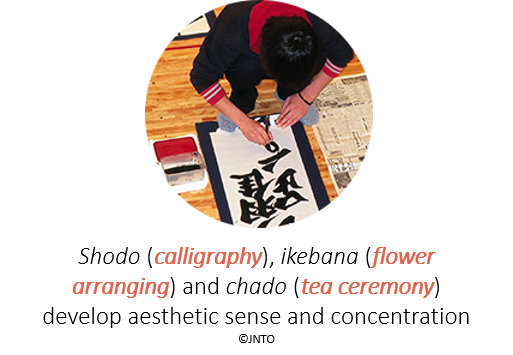 Shodo (calligraphy), ikebana (flower
arranging) and chado (tea ceremony)
develop aesthetic sense and concentration
©JNTO